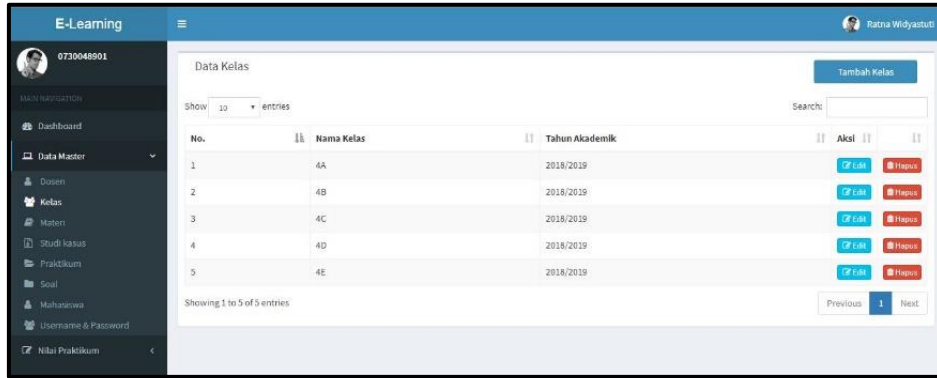 E-Learning
Ratna Widyastuti
0730048901
MAIN NAVIGATION
Dashboard
Data Master
Dosen
Kelas
Materi
Studi kasus
Praktikum
Soal
Mahasiswa
Username & Password
Nilai Praktikum
Data Kelas
Tambah Kelas
Show 10 entries
Search:
No. Nama Kelas Tahun Akademik Aksi
1 4A 2018/2019 Edit Hapus
2 4B 2018/2019 Edit Hapus
3 4C 2018/2019 Edit Hapus
4 4D 2018/2019 Edit Hapus
5 4E 2018/2019 Edit Hapus
Showing 1 to 5 of 5 entries
Previous 1 Next